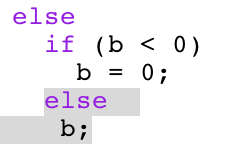 else
if (b < 0)
b = 0;
else
b;